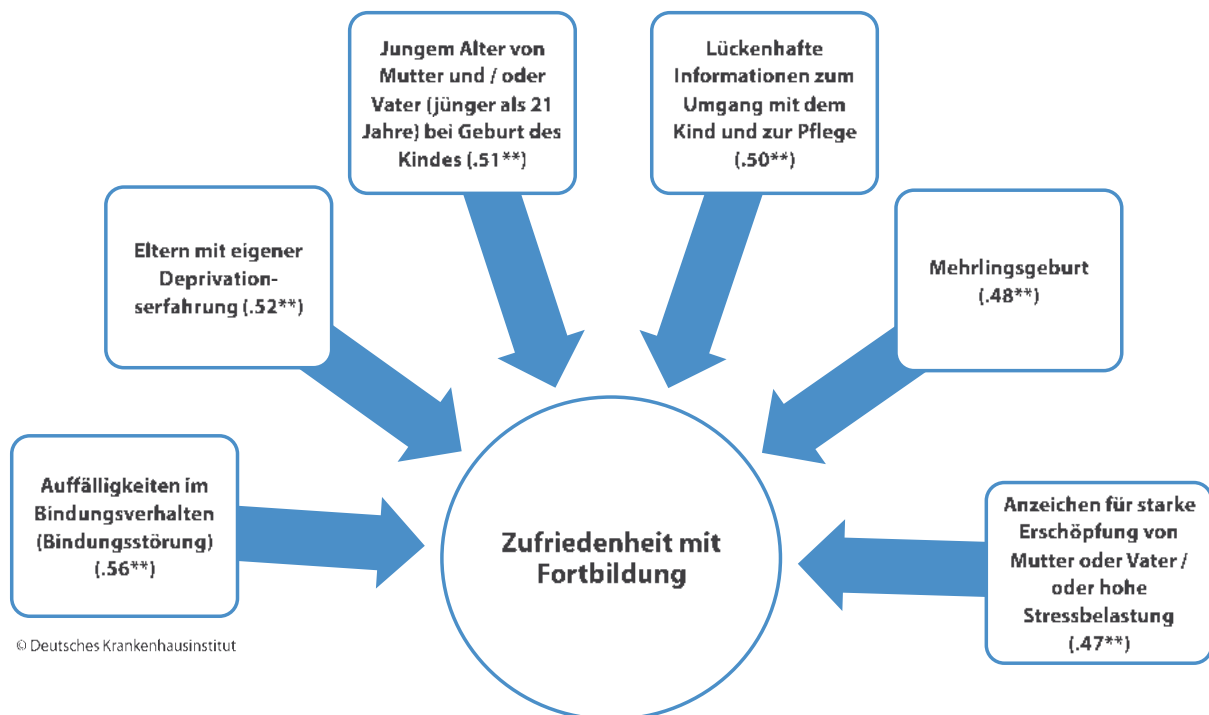 Jungem Alter von
Mutter und / oder
Vater (jünger als 21
Jahre) bei Geburt des
Kindes (.51**)
Lückenhafte
Informationen zum
Umgang mit dem
Kind und zur Pflege
(.50**)
Eltern mit eigener
Deprivation-
serfahrung (.52**)
Mehrlingsgeburt
(.48**)
Auffälligkeiten im
Bindungsverhalten
(Bindungsstörung)
(.56**)
Zufriedenheit mit
Fortbildung
Anzeichen für starke
Erschöpfung von
Mutter oder Vater /
oder hohe
Stressbelastung
(.47**)
© Deutsches Krankenhausinstitut